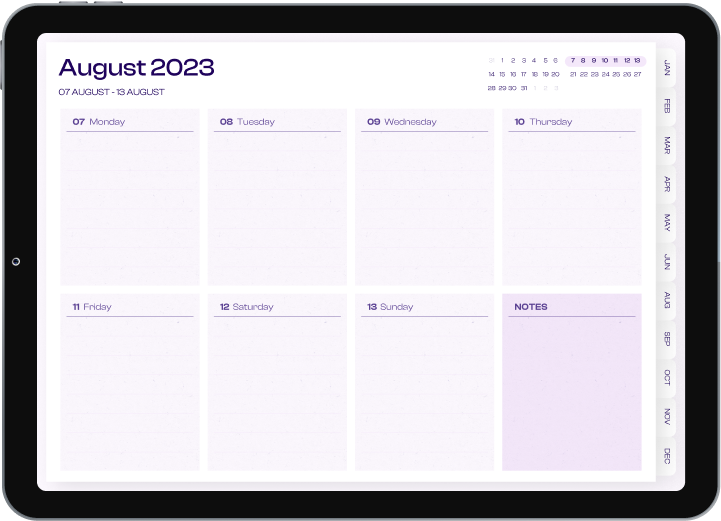 August 2023
07 AUGUST - 13 AUGUST
31 1 2 3 4 5 6 7 8 9 10 11 12 13
14 15 16 17 18 19 20 21 22 23 24 25 26 27
28 29 30 31 1 2 3
07 Monday
08 Tuesday
09 Wednesday
10 Thursday
11 Friday
12 Saturday
13 Sunday
NOTES
JAN
FEB
MAR
APR
MAY
JUN
AUG
SEP
OCT
NOV
DEC